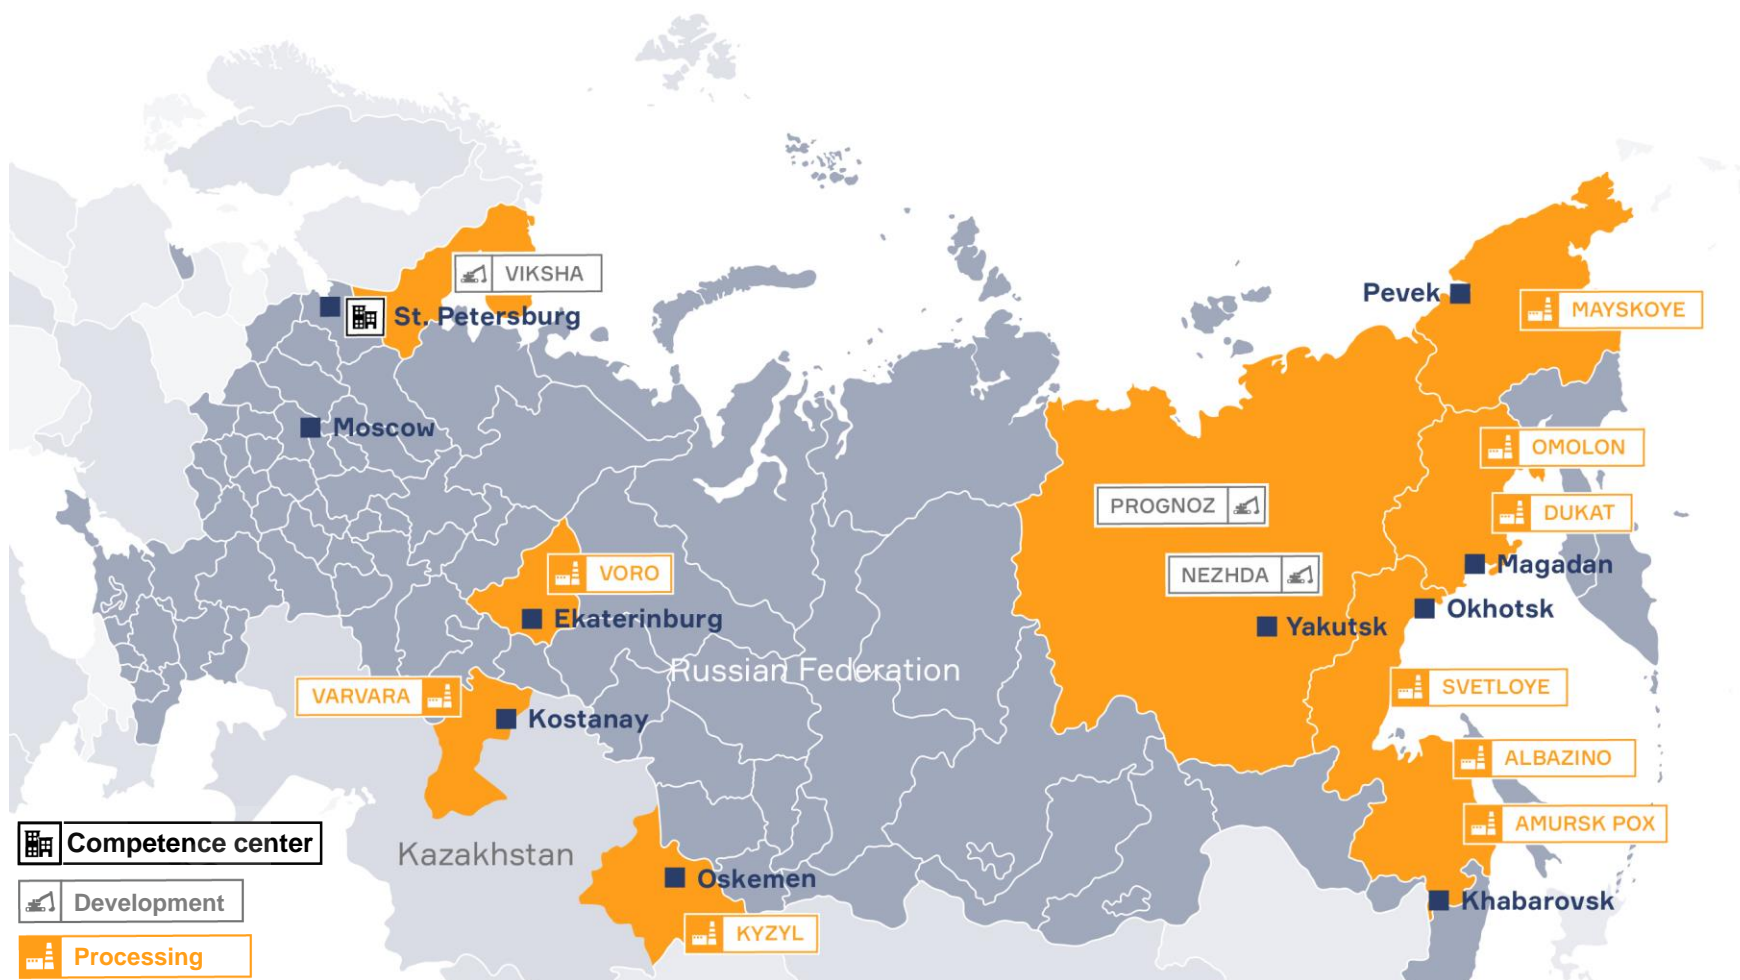 VIKSHA
St. Petersburg
Pevek
MAYSKOYE
Moscow
OMOLON
PROGNOZ
DUKAT
VORO
NEZHDA
Magadan
Ekaterinburg
Okhotsk
Yakutsk
Russian Federation
VARVARA
SVETLOYE
Kostanay
ALBAZINO
AMURSK POX
Competence center
Kazakhstan
Oskemen
Development
Khabarovsk
KYZYL
Processing